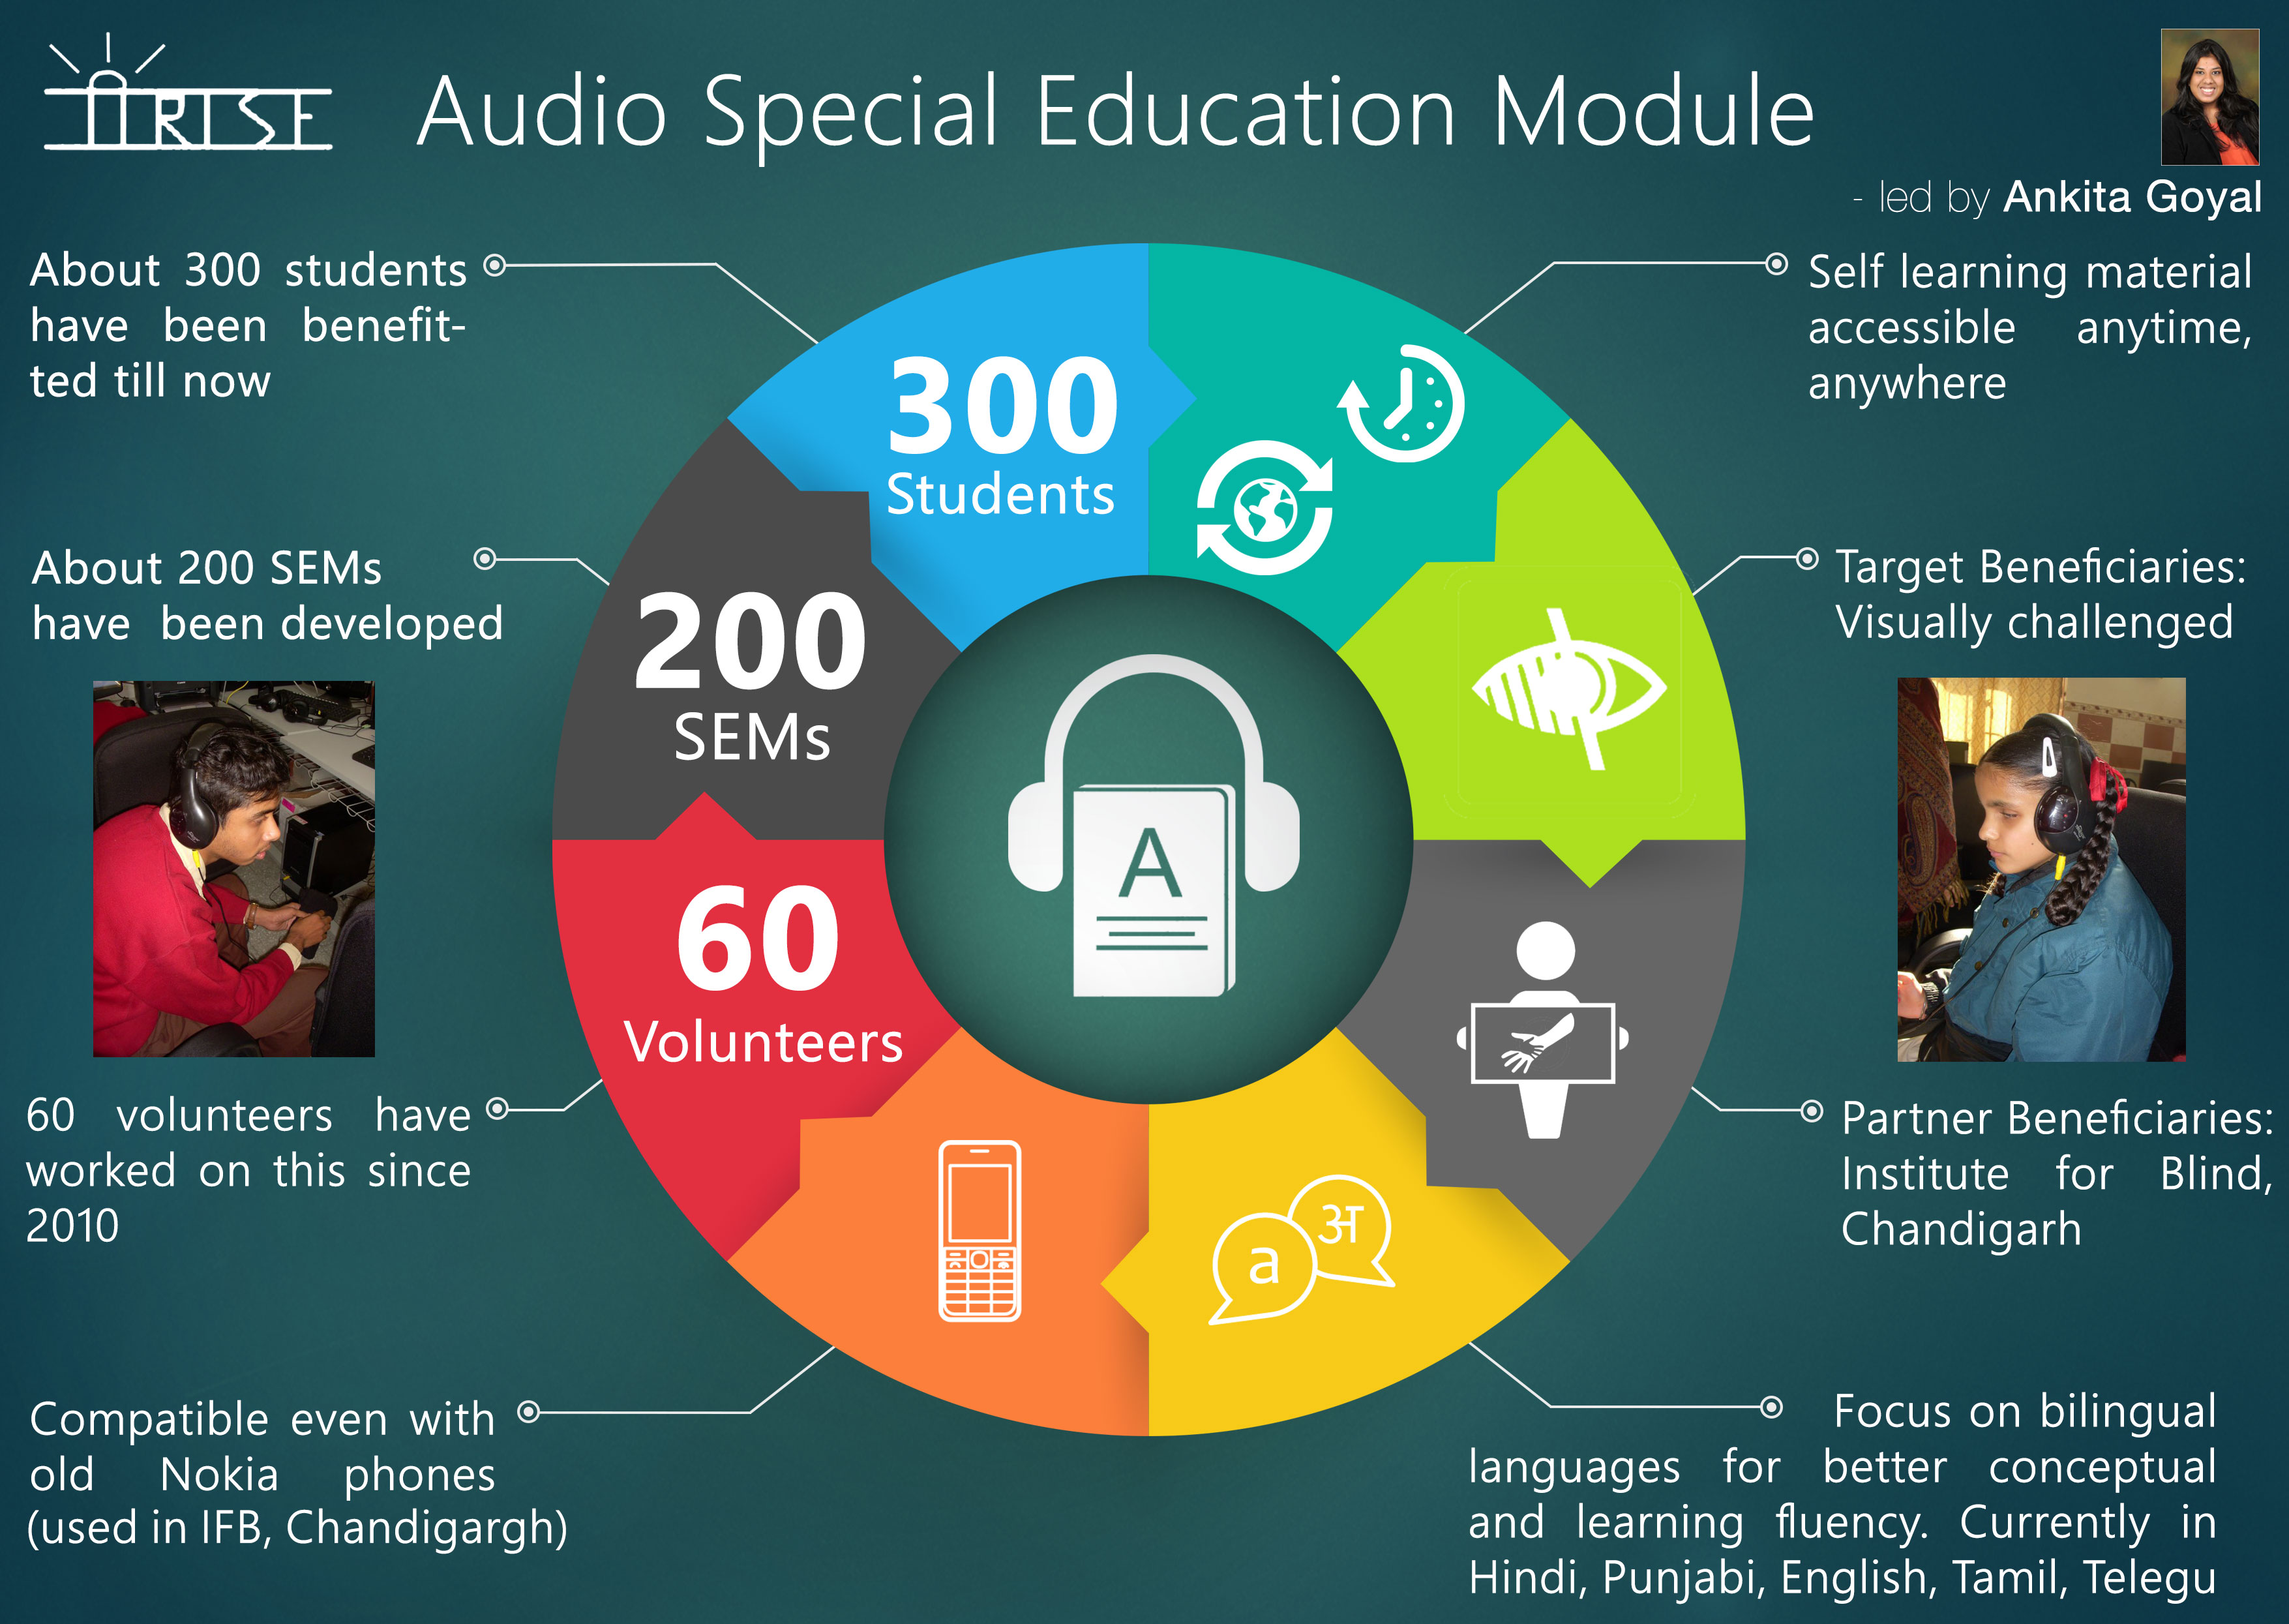 iRISE
Audio Special Education Module
- led by Ankita Goyal
About 300 students
have been benefit-
ted till now
Self learning material
accessible anytime,
anywhere
300
Students
About 200 SEMs
have been developed
Target Beneficiaries:
Visually challenged
200
SEMs
A
60
Volunteers
60 volunteers have
worked on this since
2010
Partner Beneficiaries:
Institute for Blind,
Chandigarh
अ
a
Compatible even with
old Nokia phones
(used in IFB, Chandigargh)
Focus on bilingual
languages for better conceptual
and learning fluency. Currently in
Hindi, Punjabi, English, Tamil, Telegu